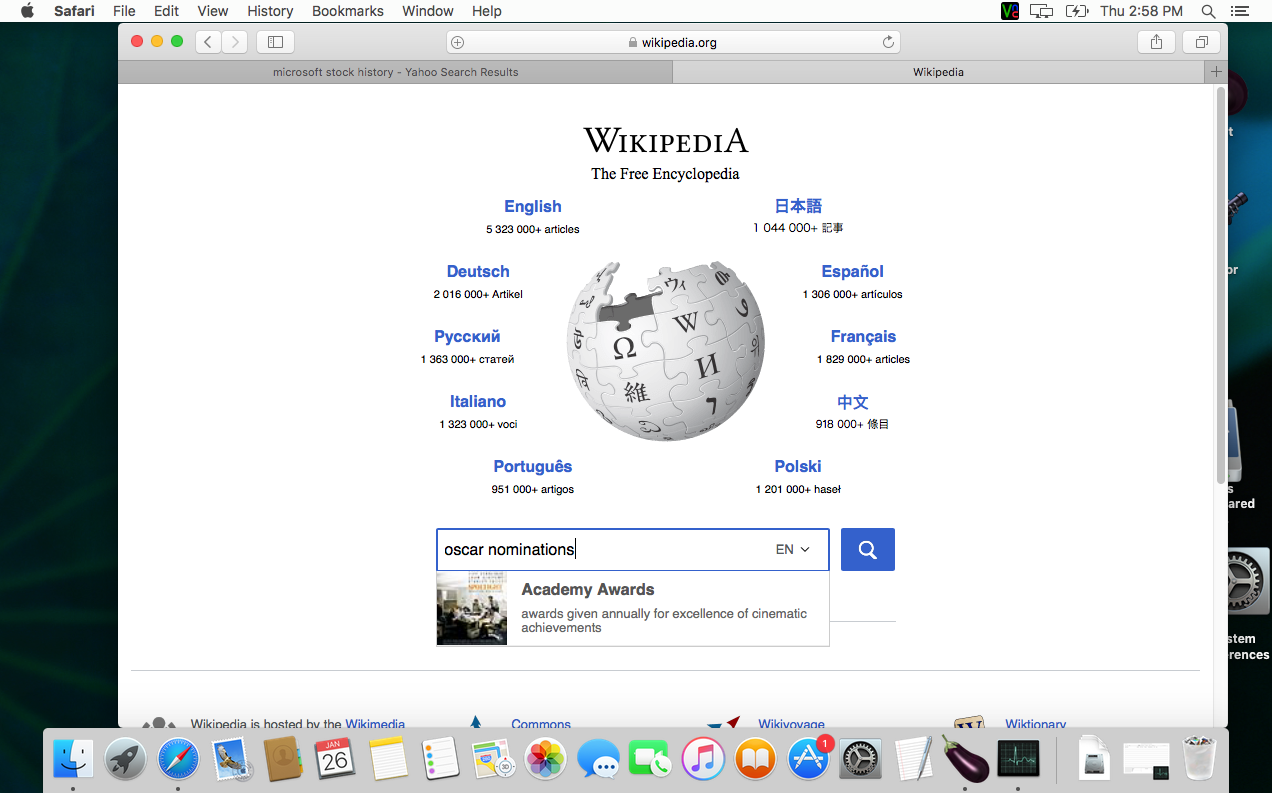 Safari File Edit View History Bookmarks Window Help Thu 2:58 PM
wikipedia.org
microsoft stock history - Yahoo Search Results Wikipedia
WIKIPEDIA
The Free Encyclopedia
English 日本語
5 323 000+ articles 1 044 000+ 記事
Deutsch Español
2 016 000+ Artikel 1 306 000+ artículos
Русский Français
1 363 000+ статей 1 829 000+ articles
Italiano 中文
1 323 000+ voci 918 000+ 條目
Português Polski
951 000+ artigos 1 201 000+ haseł
oscar nominations EN
Academy Awards
awards given annually for excellence of cinematic
achievements
Wikipedia is hosted by the Wikimedia Commons Wikivoyage Wiktionary
JAN
26
1